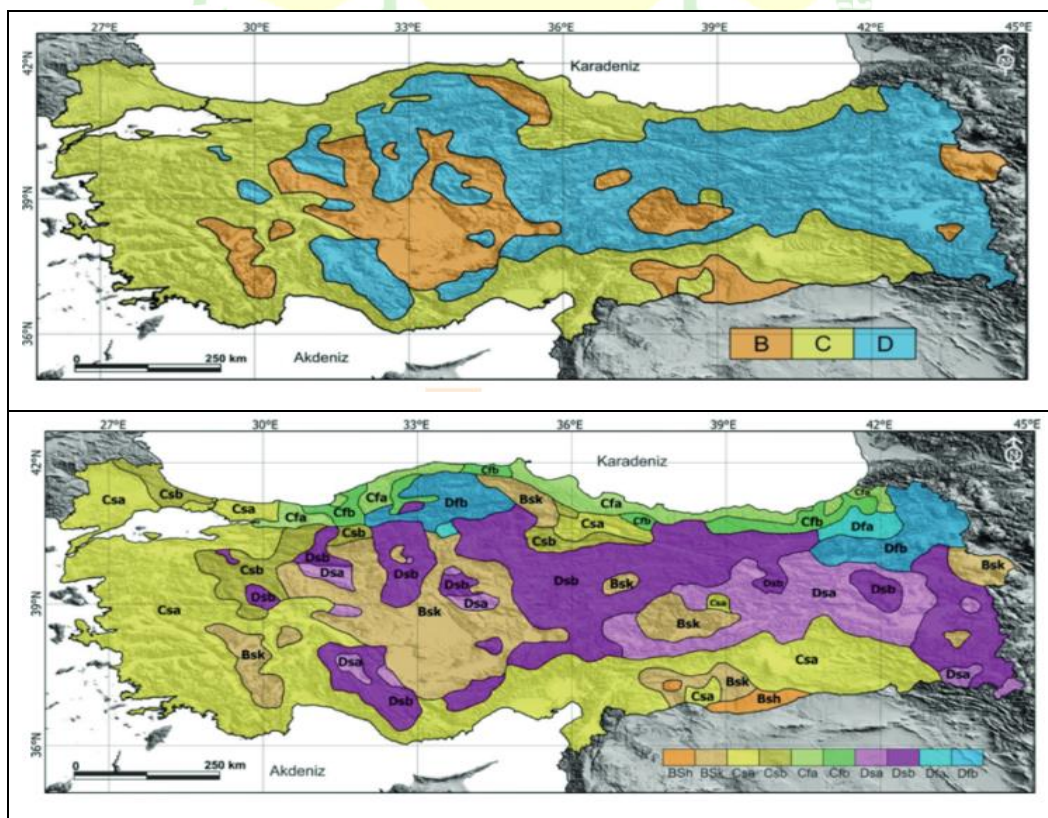 27°E 30°E 33°E 36°E 39°E 42°E 45°E
42°N
39°N
36°N
Karadeniz
N
Akdeniz
0 250 km
B C D
27°E 30°E 33°E 36°E 39°E 42°E 45°E
42°N
39°N
36°N
Karadeniz
N
Cfb
Csa Csb Csa Cfa Cfb Cfa Dfb Bsk Cfa Csa Cfb Cfb Cfa Dfa Dfb
Csb Csb Dsb Dsa Dsb Csb Bsk
Csb Dsb Dsb Dsa Dsb Bsk Dsb Dsa Dsb
Csa Bsk Csa Bsk
Bsk Dsa Dsb Csa Dsa
Bsk Csa Bsh
Akdeniz
0 250 km
BSh BSk Csa Csb Cfa Cfb Dsa Dsb Dfa Dfb